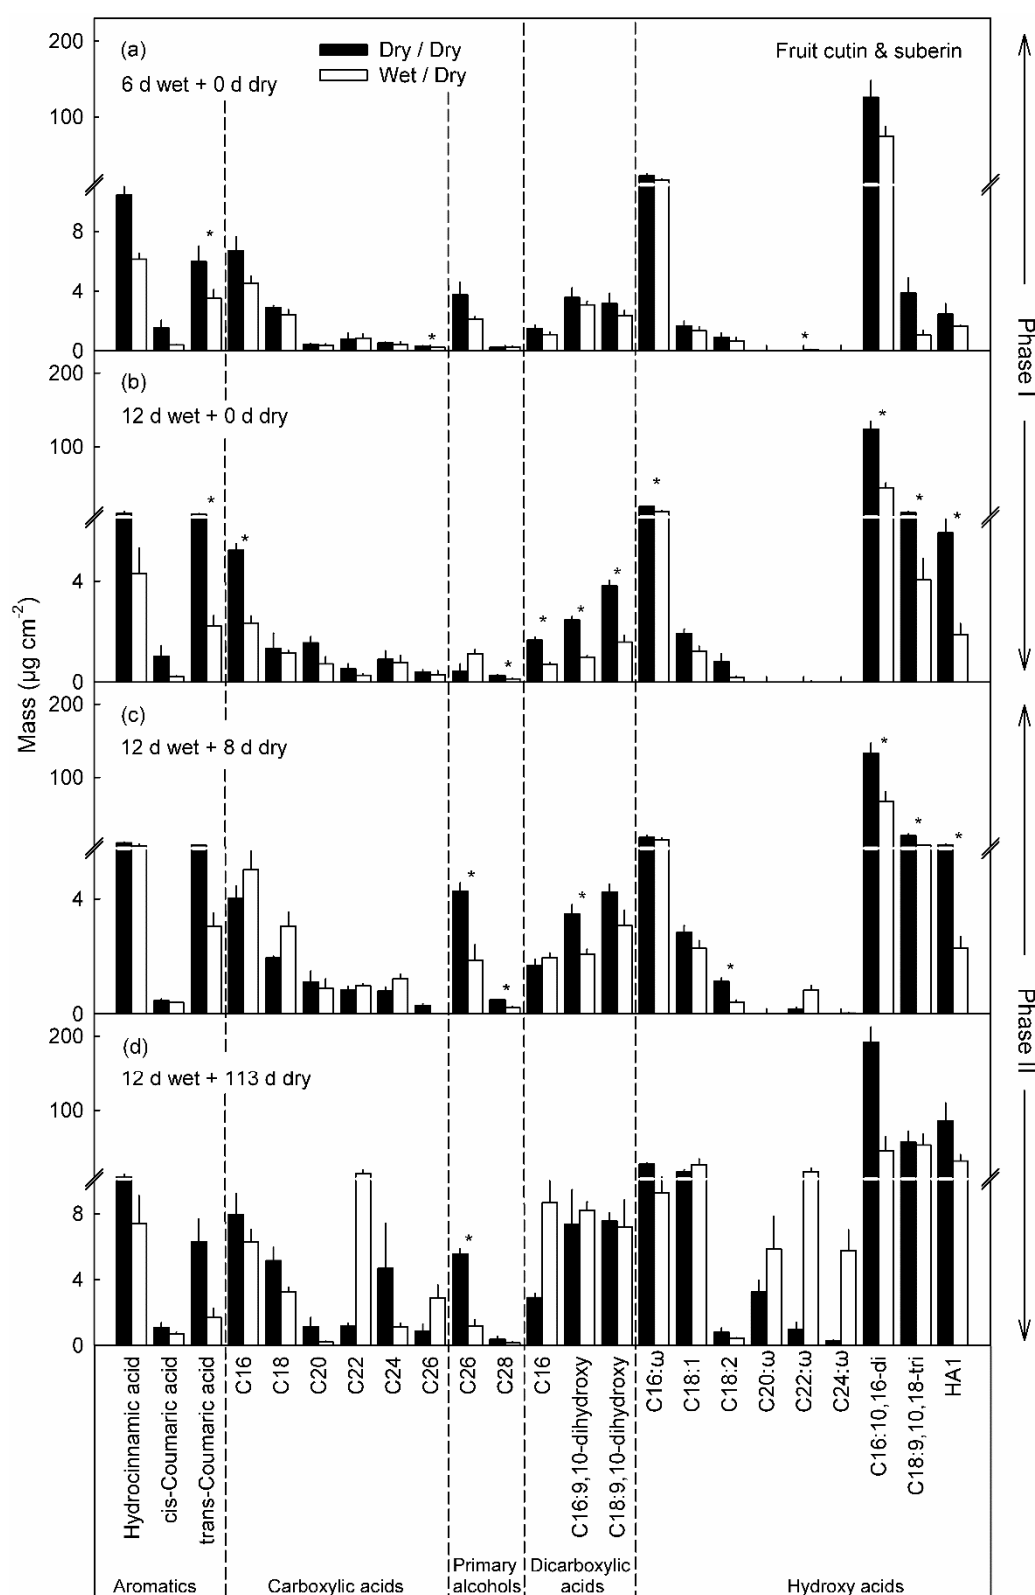 (a)
6 d wet + 0 d dry
Dry / Dry
Wet / Dry
Fruit cutin & suberin
200
100
8
4
0
*
*
*
(b)
12 d wet + 0 d dry
200
100
4
0
*
*
*
*
*
*
*
*
*
*
(c)
12 d wet + 8 d dry
200
100
4
0
*
*
*
*
*
*
*
(d)
12 d wet + 113 d dry
200
100
8
4
0
*
Mass (µg cm⁻²)
Phase I
Phase II
Hydrocinnamic acid
cis-Coumaric acid
trans-Coumaric acid
C16
C18
C20
C22
C24
C26
C26
C28
C16
C16:9,10-dihydroxy
C18:9,10-dihydroxy
C16:ω
C18:1
C18:2
C20:ω
C22:ω
C24:ω
C16:10,16-di
C18:9,10,18-tri
HA1
Aromatics
Carboxylic acids
Primary
alcohols
Dicarboxylic
acids
Hydroxy acids